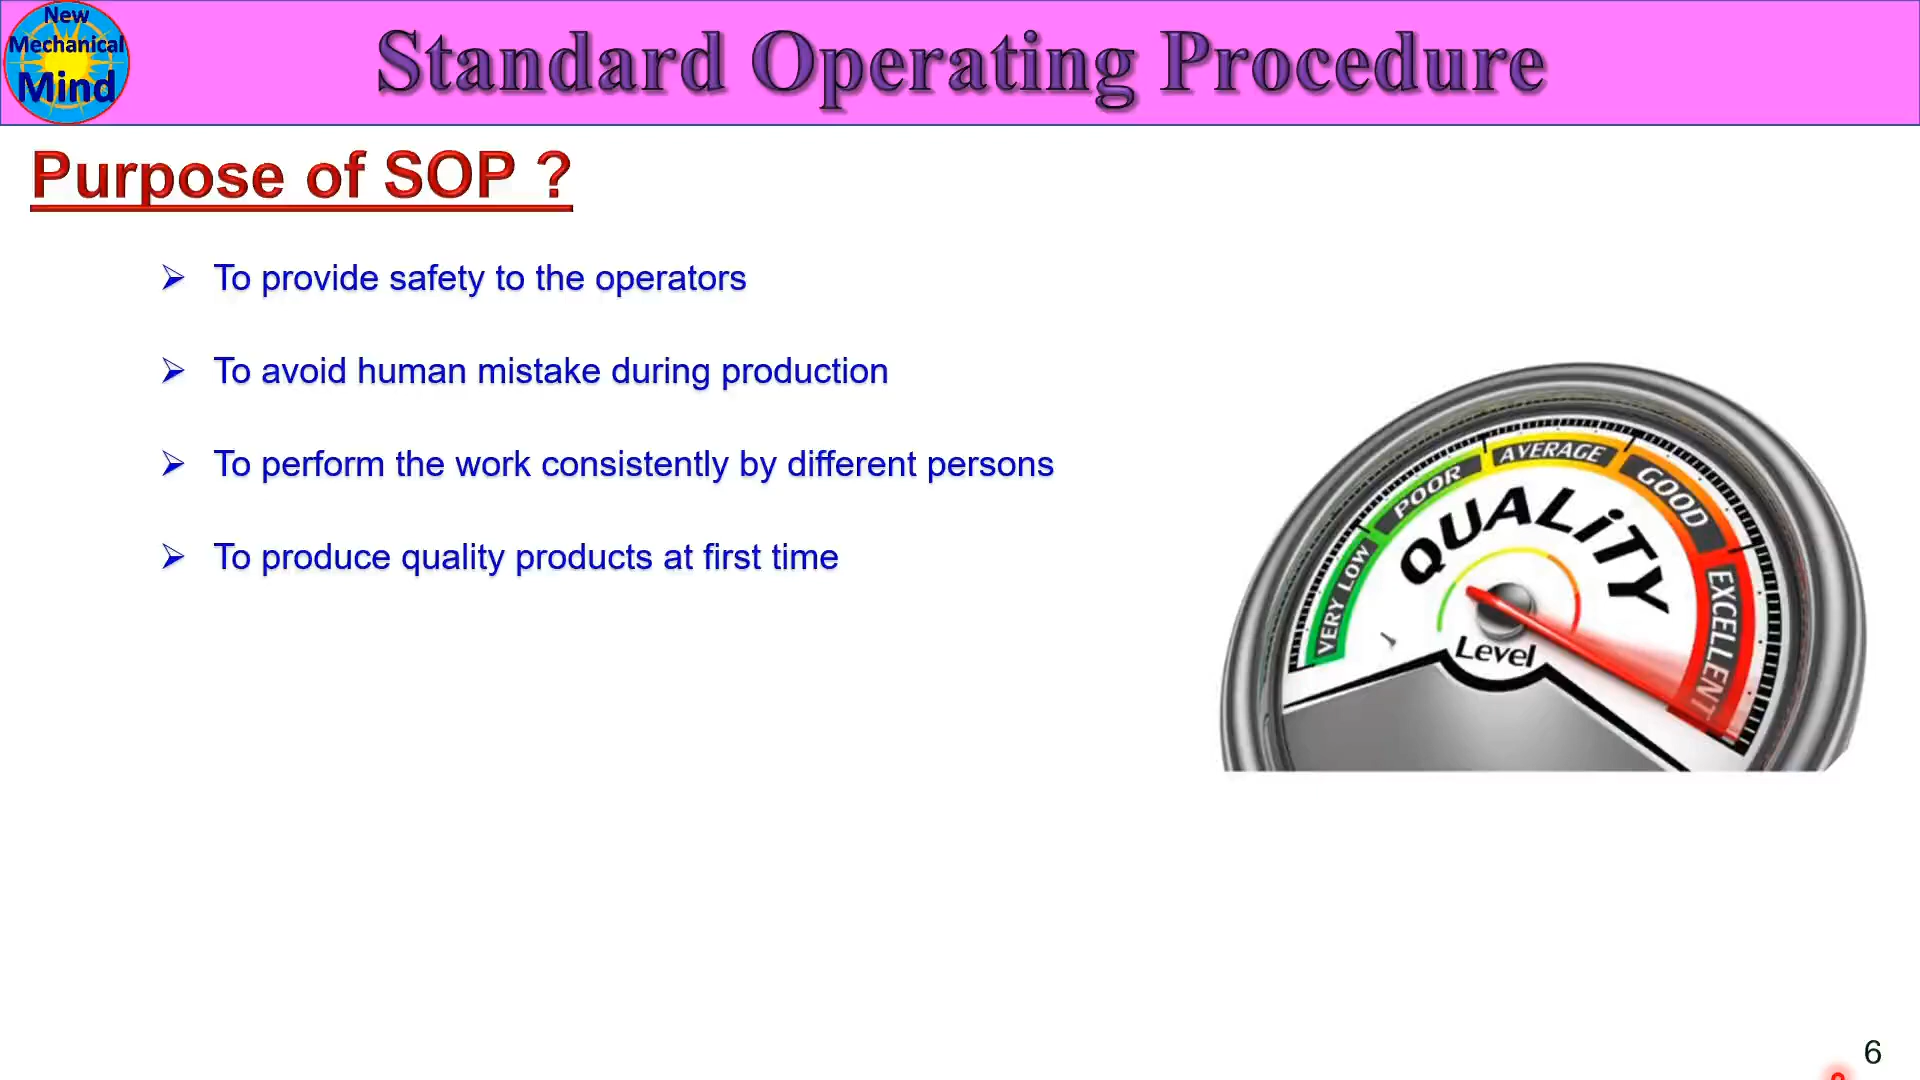 New
Mechanical
Mind
Standard Operating Procedure
Purpose of SOP ?
To provide safety to the operators
To avoid human mistake during production
To perform the work consistently by different persons
To produce quality products at first time
VERY LOW
POOR
AVERAGE
GOOD
EXCELLENT
QUALiTY
Level
6